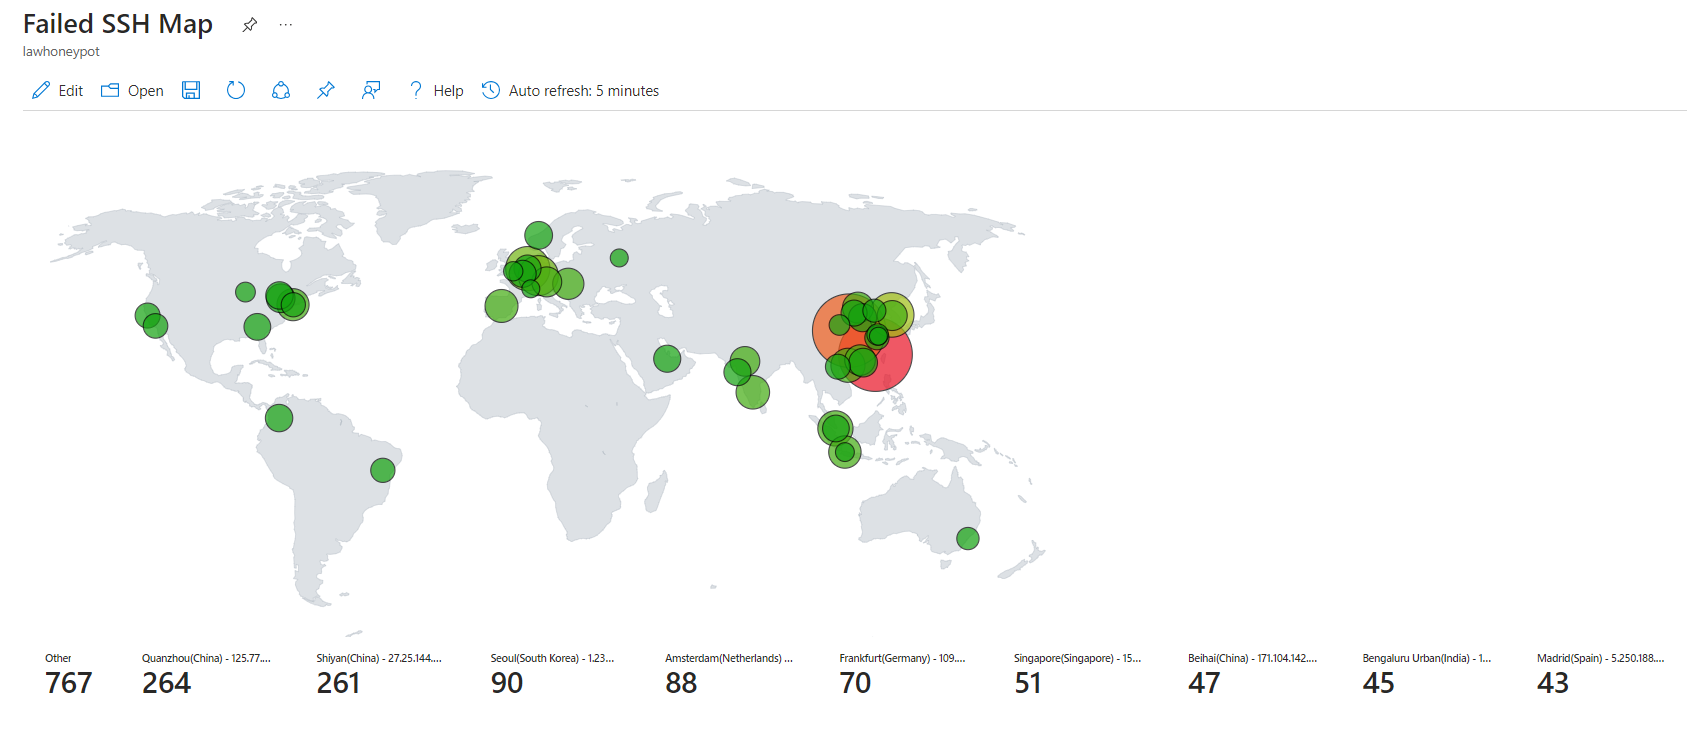 Failed SSH Map
lawhoneypot
Edit Open Help Auto refresh: 5 minutes
Other Quanzhou(China) - 125.77.... Shiyan(China) - 27.25.144.... Seoul(South Korea) - 1.23... Amsterdam(Netherlands) ... Frankfurt(Germany) - 109.... Singapore(Singapore) - 15... Beihai(China) - 171.104.142.... Bengaluru Urban(India) - 1... Madrid(Spain) - 5.250.188....
767 264 261 90 88 70 51 47 45 43